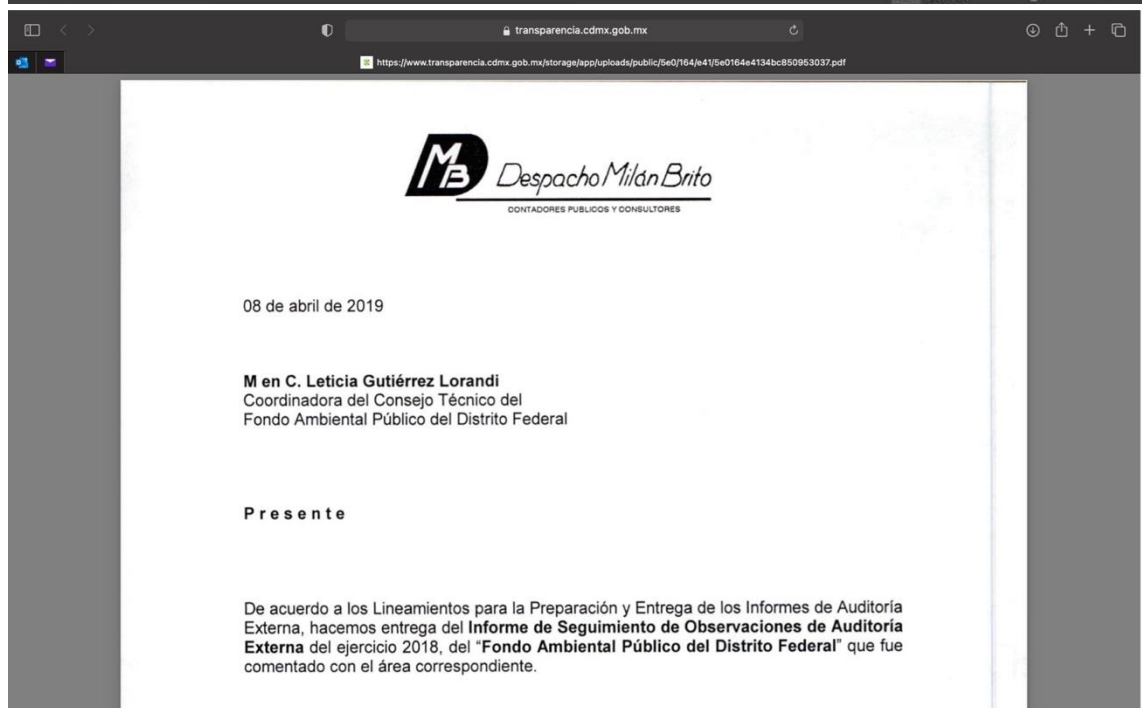 transparencia.cdmx.gob.mx
https://www.transparencia.cdmx.gob.mx/storage/app/uploads/public/5e0/164/e41/5e0164e4134bc850953037.pdf
MB
Despacho Milán Brito
CONTADORES PUBLICOS Y CONSULTORES
08 de abril de 2019
M en C. Leticia Gutiérrez Lorandi
Coordinadora del Consejo Técnico del
Fondo Ambiental Público del Distrito Federal
P r e s e n t e
De acuerdo a los Lineamientos para la Preparación y Entrega de los Informes de Auditoría
Externa, hacemos entrega del Informe de Seguimiento de Observaciones de Auditoría
Externa del ejercicio 2018, del “Fondo Ambiental Público del Distrito Federal” que fue
comentado con el área correspondiente.